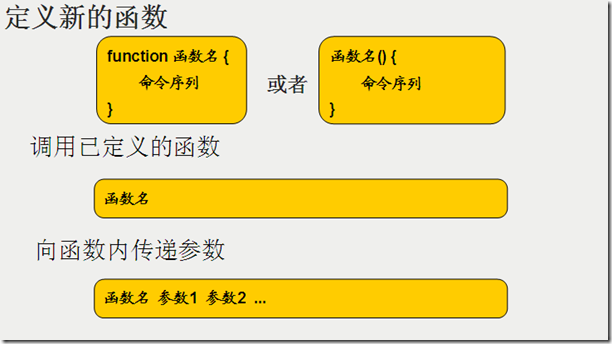 定义新的函数
function 函数名 {
命令序列
}
或者
函数名() {
命令序列
}
调用已定义的函数
函数名
向函数内传递参数
函数名 参数1 参数2 ...